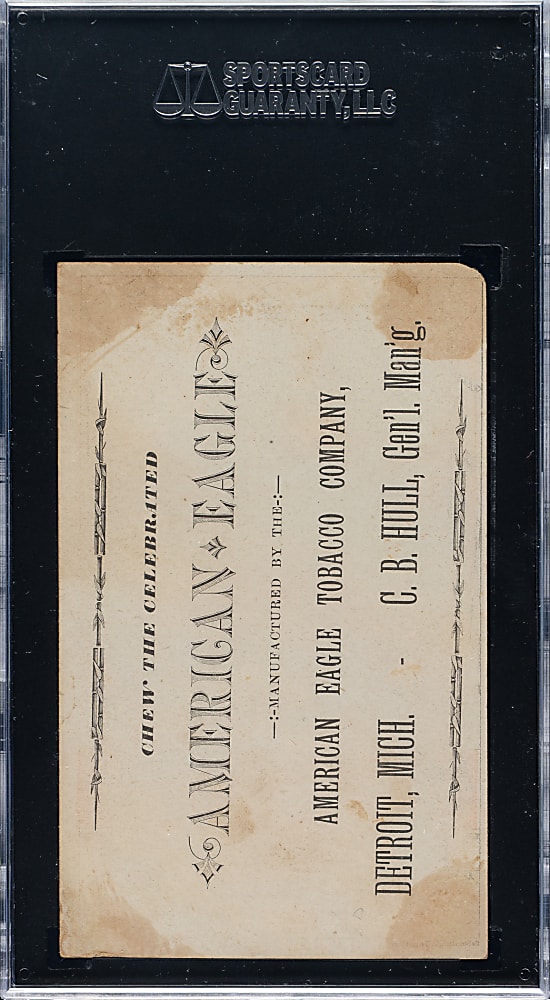 SPORTSCARD
GUARANTY, LLC
CHEW THE CELEBRATED
AMERICAN EAGLE
—:-MANUFACTURED BY THE-:—
AMERICAN EAGLE TOBACCO COMPANY,
DETROIT, MICH. - C. B. HULL, Gen'l. Man'g.